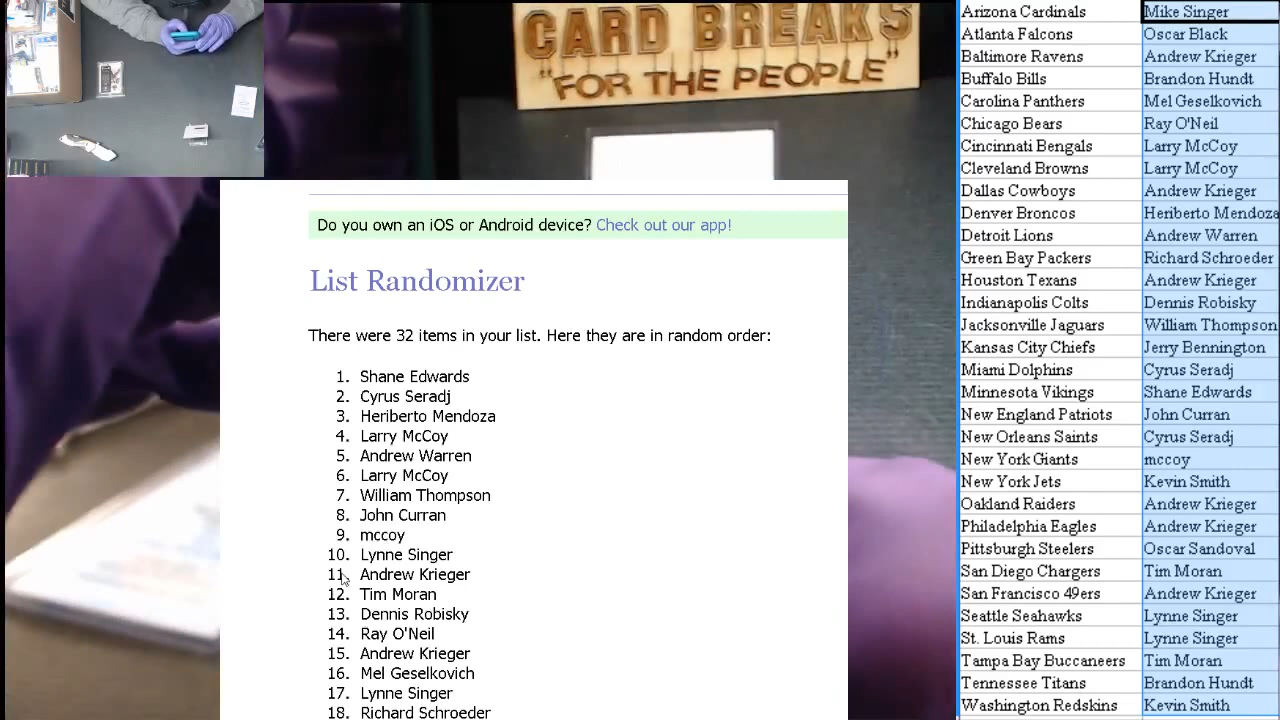 CARD BREAKS
"FOR THE PEOPLE"
Do you own an iOS or Android device? Check out our app!
List Randomizer
There were 32 items in your list. Here they are in random order:
1. Shane Edwards
2. Cyrus Seradj
3. Heriberto Mendoza
4. Larry McCoy
5. Andrew Warren
6. Larry McCoy
7. William Thompson
8. John Curran
9. mccoy
10. Lynne Singer
11. Andrew Krieger
12. Tim Moran
13. Dennis Robisky
14. Ray O'Neil
15. Andrew Krieger
16. Mel Geselkovich
17. Lynne Singer
18. Richard Schroeder
Arizona Cardinals Mike Singer
Atlanta Falcons Oscar Black
Baltimore Ravens Andrew Krieger
Buffalo Bills Brandon Hundt
Carolina Panthers Mel Geselkovich
Chicago Bears Ray O'Neil
Cincinnati Bengals Larry McCoy
Cleveland Browns Larry McCoy
Dallas Cowboys Andrew Krieger
Denver Broncos Heriberto Mendoza
Detroit Lions Andrew Warren
Green Bay Packers Richard Schroeder
Houston Texans Andrew Krieger
Indianapolis Colts Dennis Robisky
Jacksonville Jaguars William Thompson
Kansas City Chiefs Jerry Bennington
Miami Dolphins Cyrus Seradj
Minnesota Vikings Shane Edwards
New England Patriots John Curran
New Orleans Saints Cyrus Seradj
New York Giants mccoy
New York Jets Kevin Smith
Oakland Raiders Andrew Krieger
Philadelphia Eagles Andrew Krieger
Pittsburgh Steelers Oscar Sandoval
San Diego Chargers Tim Moran
San Francisco 49ers Andrew Krieger
Seattle Seahawks Lynne Singer
St. Louis Rams Lynne Singer
Tampa Bay Buccaneers Tim Moran
Tennessee Titans Brandon Hundt
Washington Redskins Kevin Smith